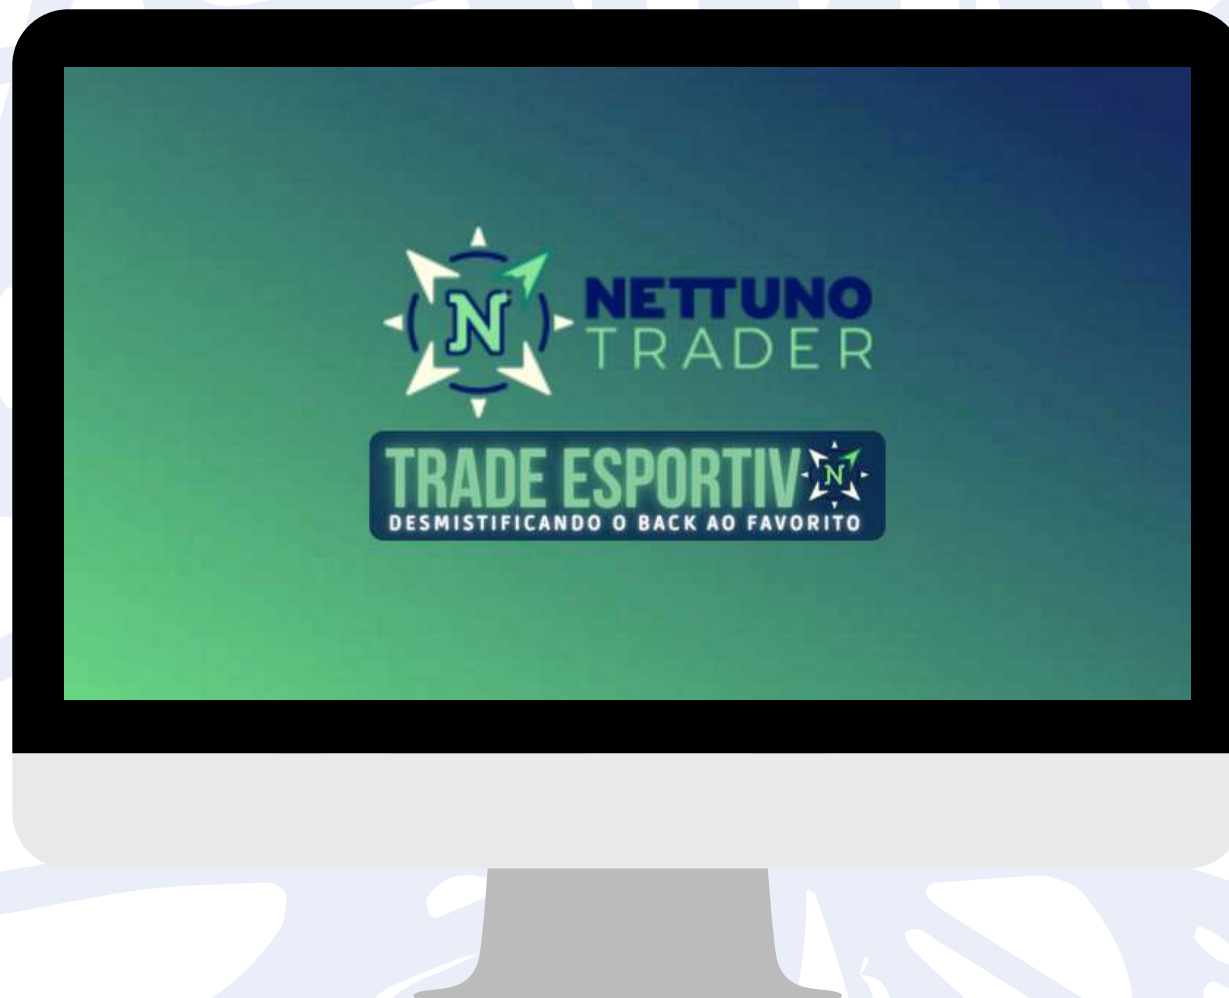 N
NETTUNO
TRADER
TRADE ESPORTIV
N
DESMISTIFICANDO O BACK AO FAVORITO